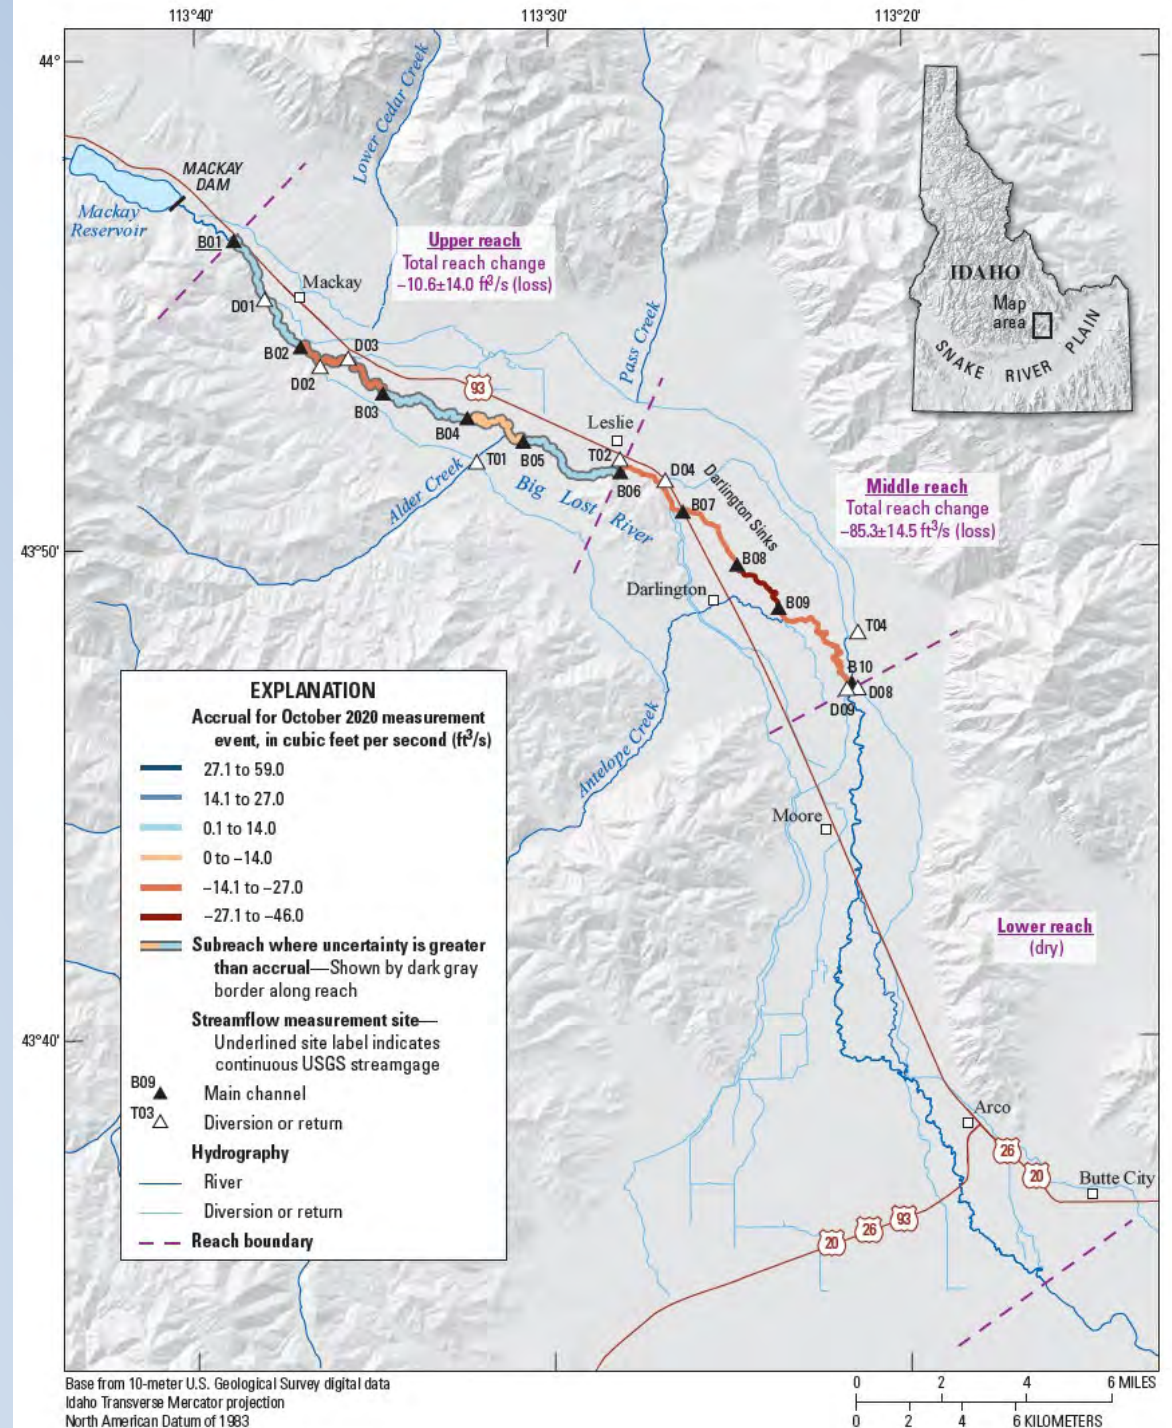 113°40'
113°30'
113°20'
44°
43°50'
43°40'
Lower Cedar Creek
MACKAY
DAM
Mackay
Reservoir
B01
Mackay
D01
B02
D02
D03
B03
93
B04
T01
B05
Alder Creek
Big Lost River
Pass Creek
Leslie
T02
B06
D04
B07
Darlington Sinks
B08
Darlington
B09
T04
B10
D08
D09
Antelope Creek
Moore
Arco
26
20
Butte City
93
26
20
Upper reach
Total reach change
−10.6±14.0 ft³/s (loss)
Middle reach
Total reach change
−85.3±14.5 ft³/s (loss)
Lower reach
(dry)
IDAHO
Map
area
SNAKE RIVER PLAIN
EXPLANATION
Accrual for October 2020 measurement
event, in cubic feet per second (ft³/s)
27.1 to 59.0
14.1 to 27.0
0.1 to 14.0
0 to −14.0
−14.1 to −27.0
−27.1 to −46.0
Subreach where uncertainty is greater
than accrual—Shown by dark gray
border along reach
Streamflow measurement site—
Underlined site label indicates
continuous USGS streamgage
B09
Main channel
T03
Diversion or return
Hydrography
River
Diversion or return
Reach boundary
Base from 10-meter U.S. Geological Survey digital data
Idaho Transverse Mercator projection
North American Datum of 1983
0 2 4 6 MILES
0 2 4 6 KILOMETERS